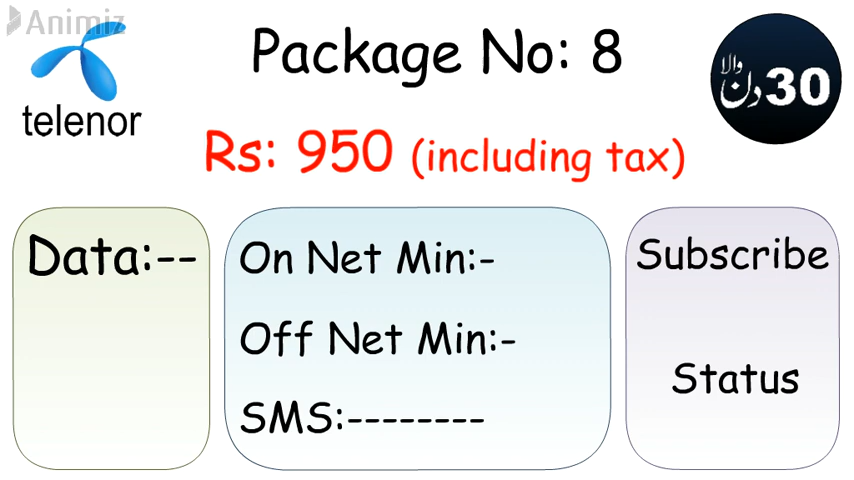 Animiz
telenor
Package No: 8
30 دن والا
Rs: 950 (including tax)
Data:--
On Net Min:-
Off Net Min:-
SMS:--------
Subscribe
Status